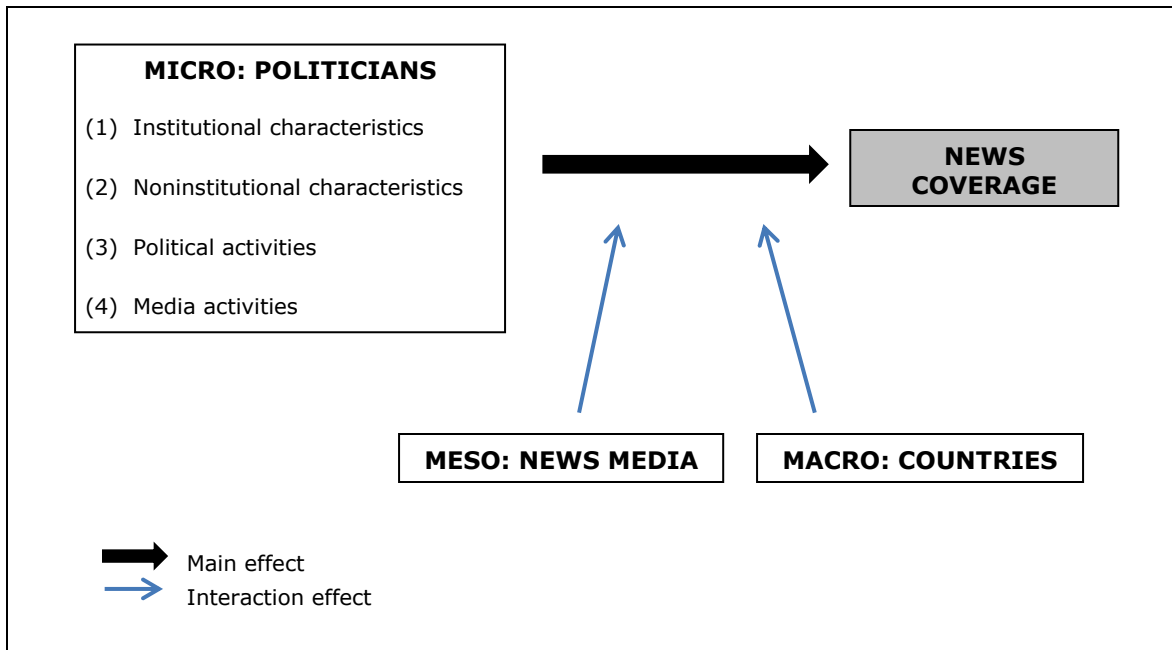 MICRO: POLITICIANS
(1) Institutional characteristics
(2) Noninstitutional characteristics
(3) Political activities
(4) Media activities
NEWS
COVERAGE
MESO: NEWS MEDIA
MACRO: COUNTRIES
Main effect
Interaction effect